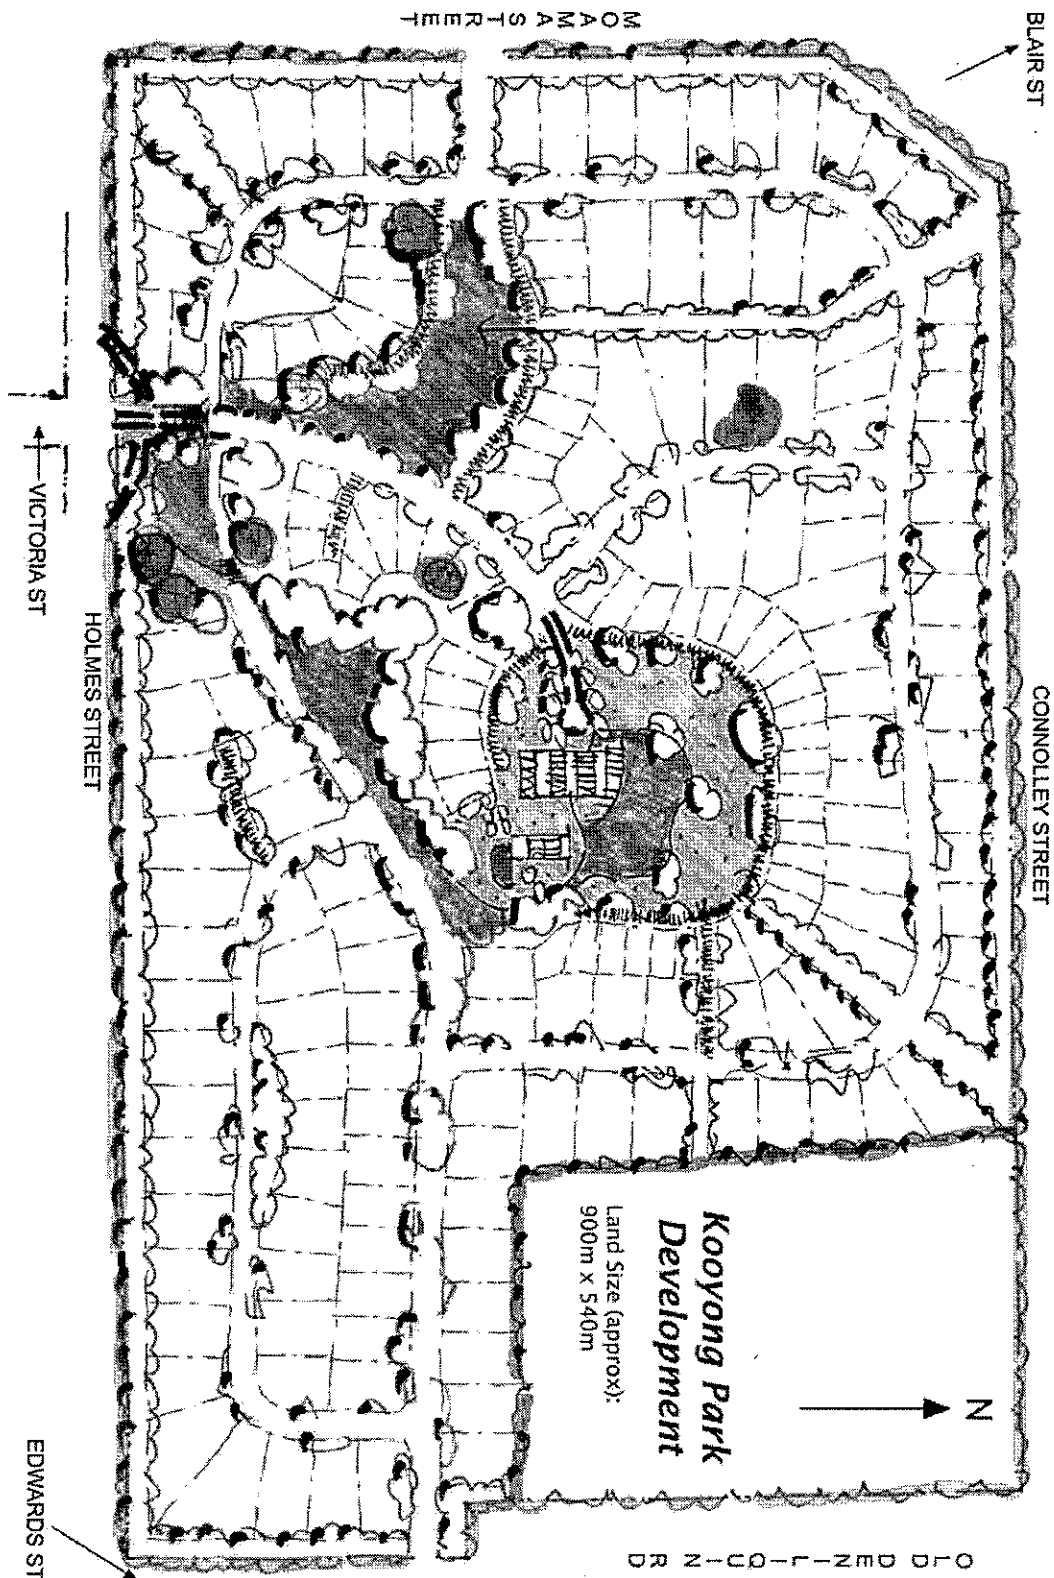 BLAIR ST
CONNOLLEY STREET
MOAMA STREET
N
Kooyong Park
Development
Land Size (approx):
900m x 540m
OLD DENILIQUIN RD
VICTORIA ST
HOLMES STREET
EDWARDS ST